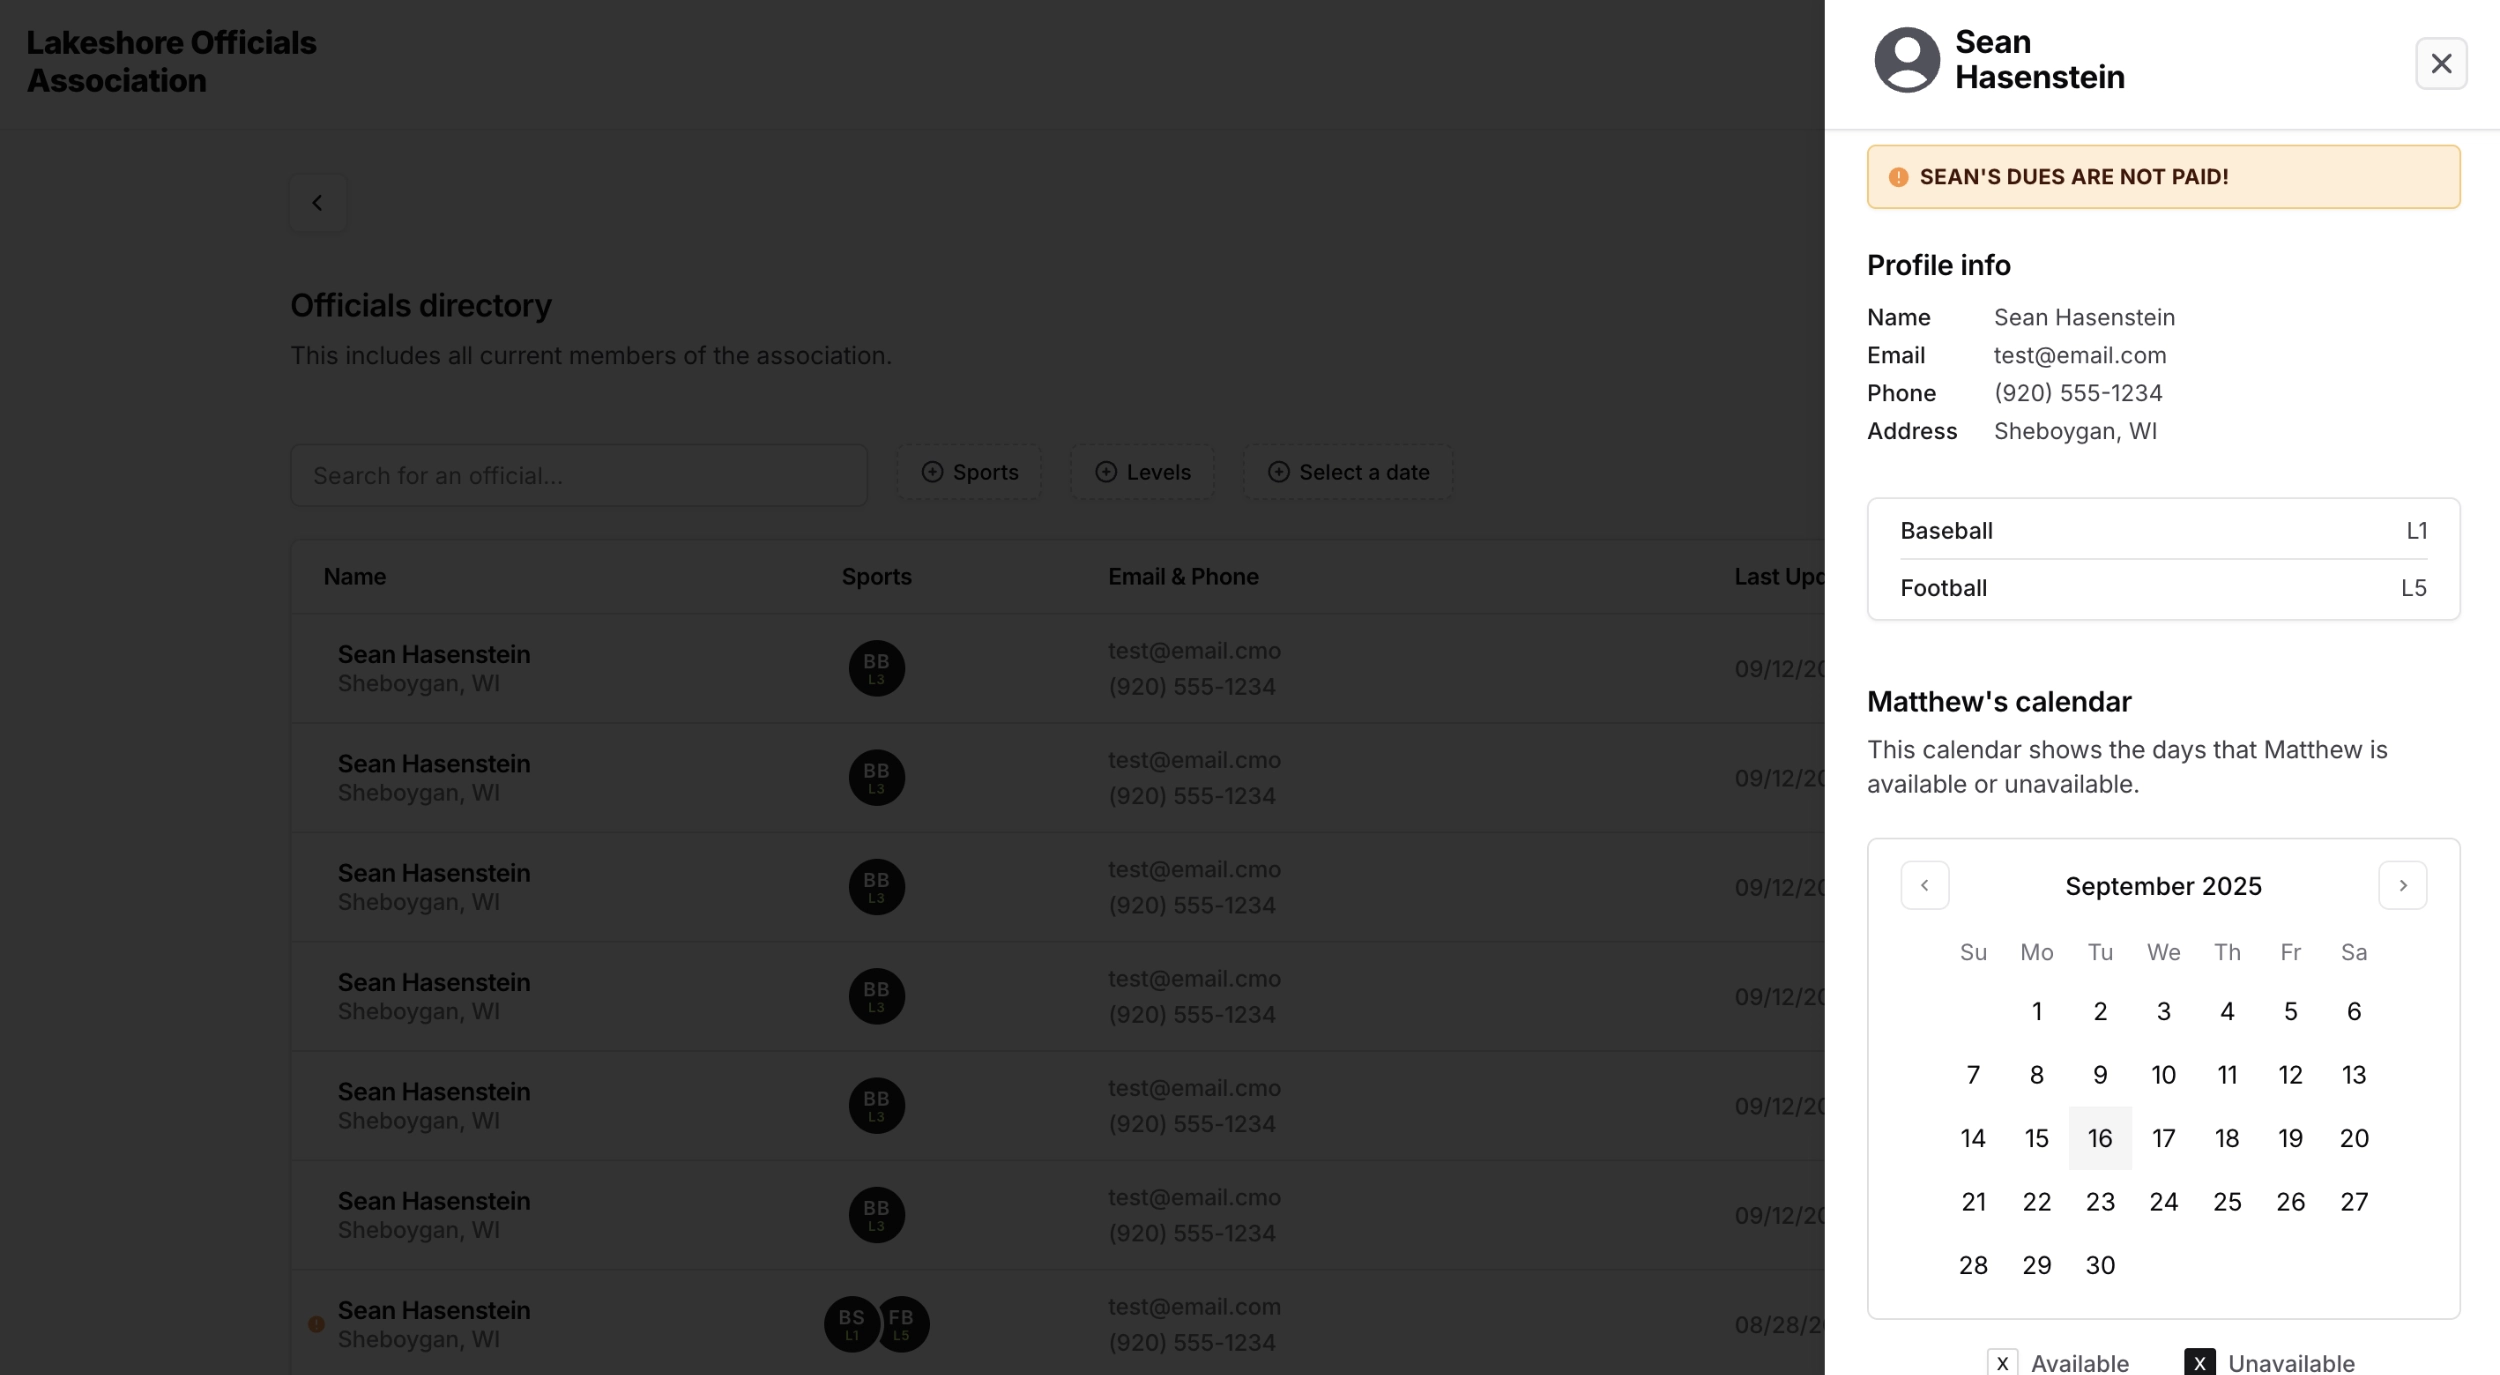 Lakeshore Officials
Association
Officials directory
This includes all current members of the association.
Search for an official...
Sports
Levels
Select a date
Name Sports Email & Phone Last Upd
Sean Hasenstein
Sheboygan, WI
BB
L3
test@email.cmo
(920) 555-1234
09/12/20
Sean Hasenstein
Sheboygan, WI
BB
L3
test@email.cmo
(920) 555-1234
09/12/20
Sean Hasenstein
Sheboygan, WI
BB
L3
test@email.cmo
(920) 555-1234
09/12/20
Sean Hasenstein
Sheboygan, WI
BB
L3
test@email.cmo
(920) 555-1234
09/12/20
Sean Hasenstein
Sheboygan, WI
BB
L3
test@email.cmo
(920) 555-1234
09/12/20
Sean Hasenstein
Sheboygan, WI
BB
L3
test@email.cmo
(920) 555-1234
09/12/20
Sean Hasenstein
Sheboygan, WI
BS
L1
FB
L5
test@email.com
(920) 555-1234
08/28/2
Sean
Hasenstein
SEAN'S DUES ARE NOT PAID!
Profile info
Name Sean Hasenstein
Email test@email.com
Phone (920) 555-1234
Address Sheboygan, WI
Baseball L1
Football L5
Matthew's calendar
This calendar shows the days that Matthew is
available or unavailable.
September 2025
Su Mo Tu We Th Fr Sa
1 2 3 4 5 6
7 8 9 10 11 12 13
14 15 16 17 18 19 20
21 22 23 24 25 26 27
28 29 30
X Available X Unavailable